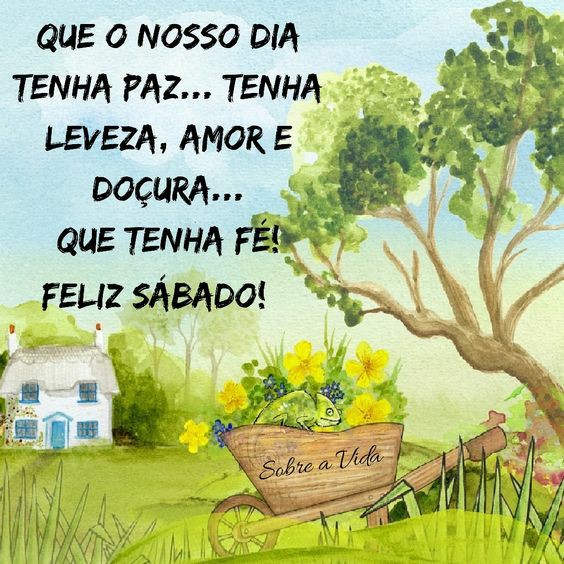 QUE O NOSSO DIA
TENHA PAZ... TENHA
LEVEZA, AMOR E
DOÇURA...
QUE TENHA FÉ!
FELIZ SÁBADO!
Sobre a Vida